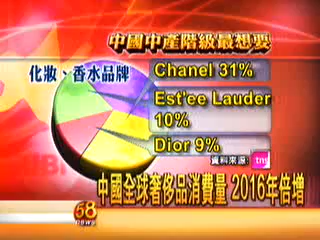 中國中產階級最想要
化妝、香水品牌
Chanel 31%
Est'ee Lauder
10%
Dior 9%
資料來源:
中國全球奢侈品消費量 2016年倍增
58
news